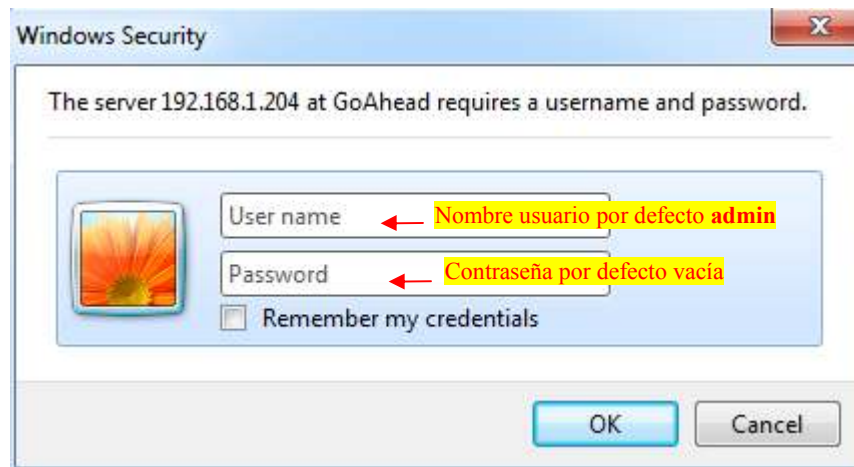 Windows Security
The server 192.168.1.204 at GoAhead requires a username and password.
User name
Nombre usuario por defecto admin
Password
Contraseña por defecto vacía
Remember my credentials
OK
Cancel